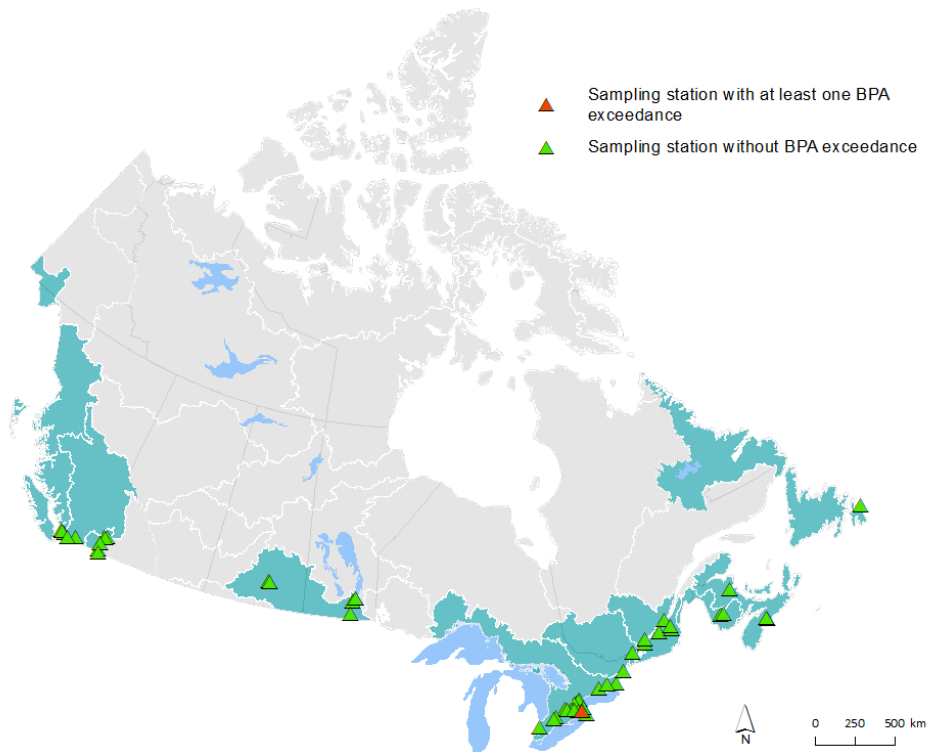 Sampling station with at least one BPA
exceedance
Sampling station without BPA exceedance
N
0 250 500 km